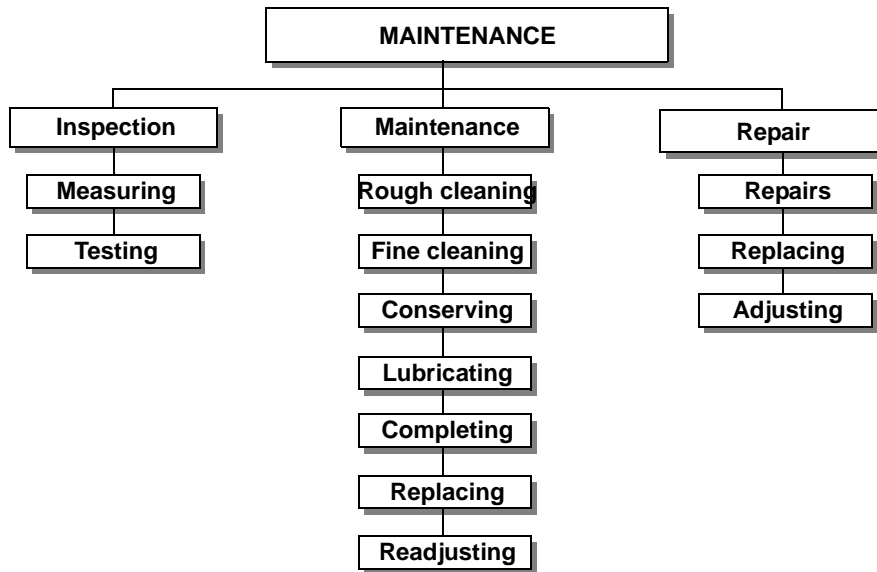 MAINTENANCE
Inspection
Measuring
Testing
Maintenance
Rough cleaning
Fine cleaning
Conserving
Lubricating
Completing
Replacing
Readjusting
Repair
Repairs
Replacing
Adjusting